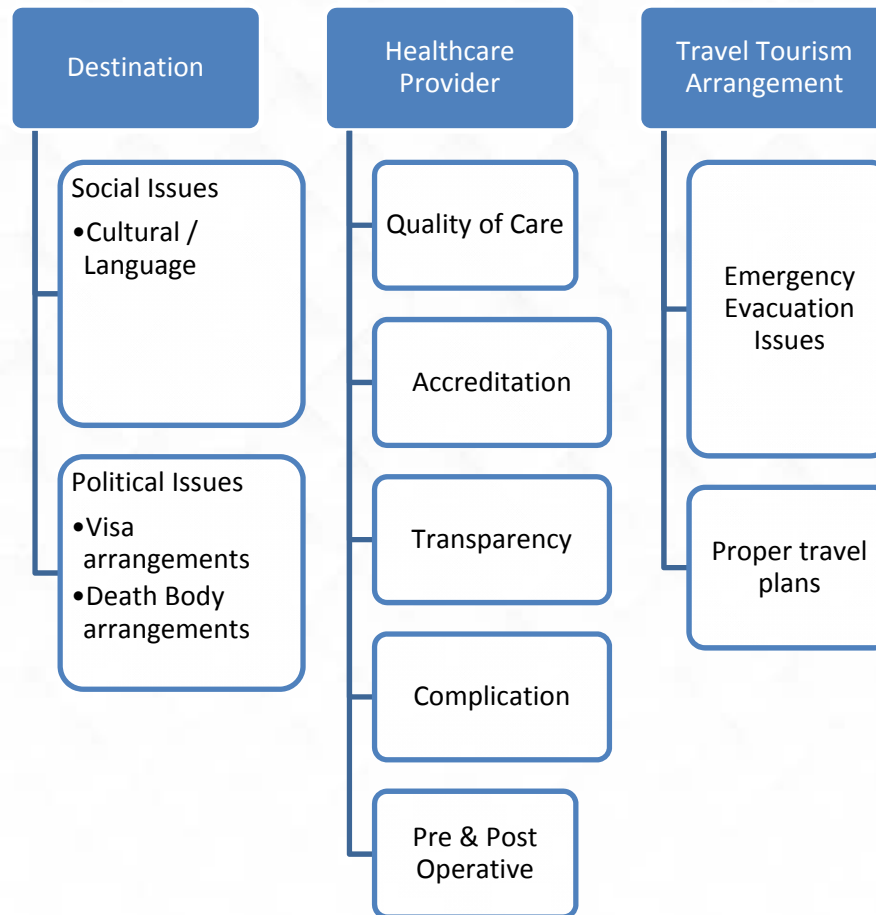 Destination
Social Issues
•Cultural /
Language
Political Issues
•Visa
arrangements
•Death Body
arrangements
Healthcare
Provider
Quality of Care
Accreditation
Transparency
Complication
Pre & Post
Operative
Travel Tourism
Arrangement
Emergency
Evacuation
Issues
Proper travel
plans